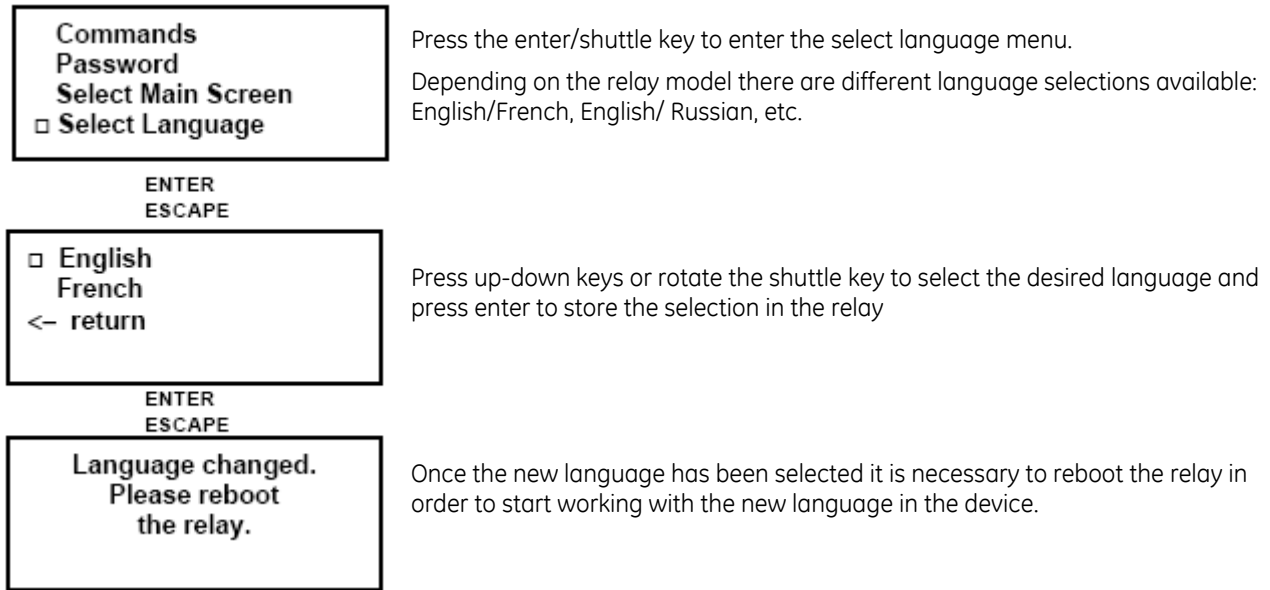 Commands
Password
Select Main Screen
□ Select Language
Press the enter/shuttle key to enter the select language menu.
Depending on the relay model there are different language selections available:
English/French, English/ Russian, etc.
ENTER
ESCAPE
□ English
French
<– return
Press up-down keys or rotate the shuttle key to select the desired language and
press enter to store the selection in the relay
ENTER
ESCAPE
Language changed.
Please reboot
the relay.
Once the new language has been selected it is necessary to reboot the relay in
order to start working with the new language in the device.